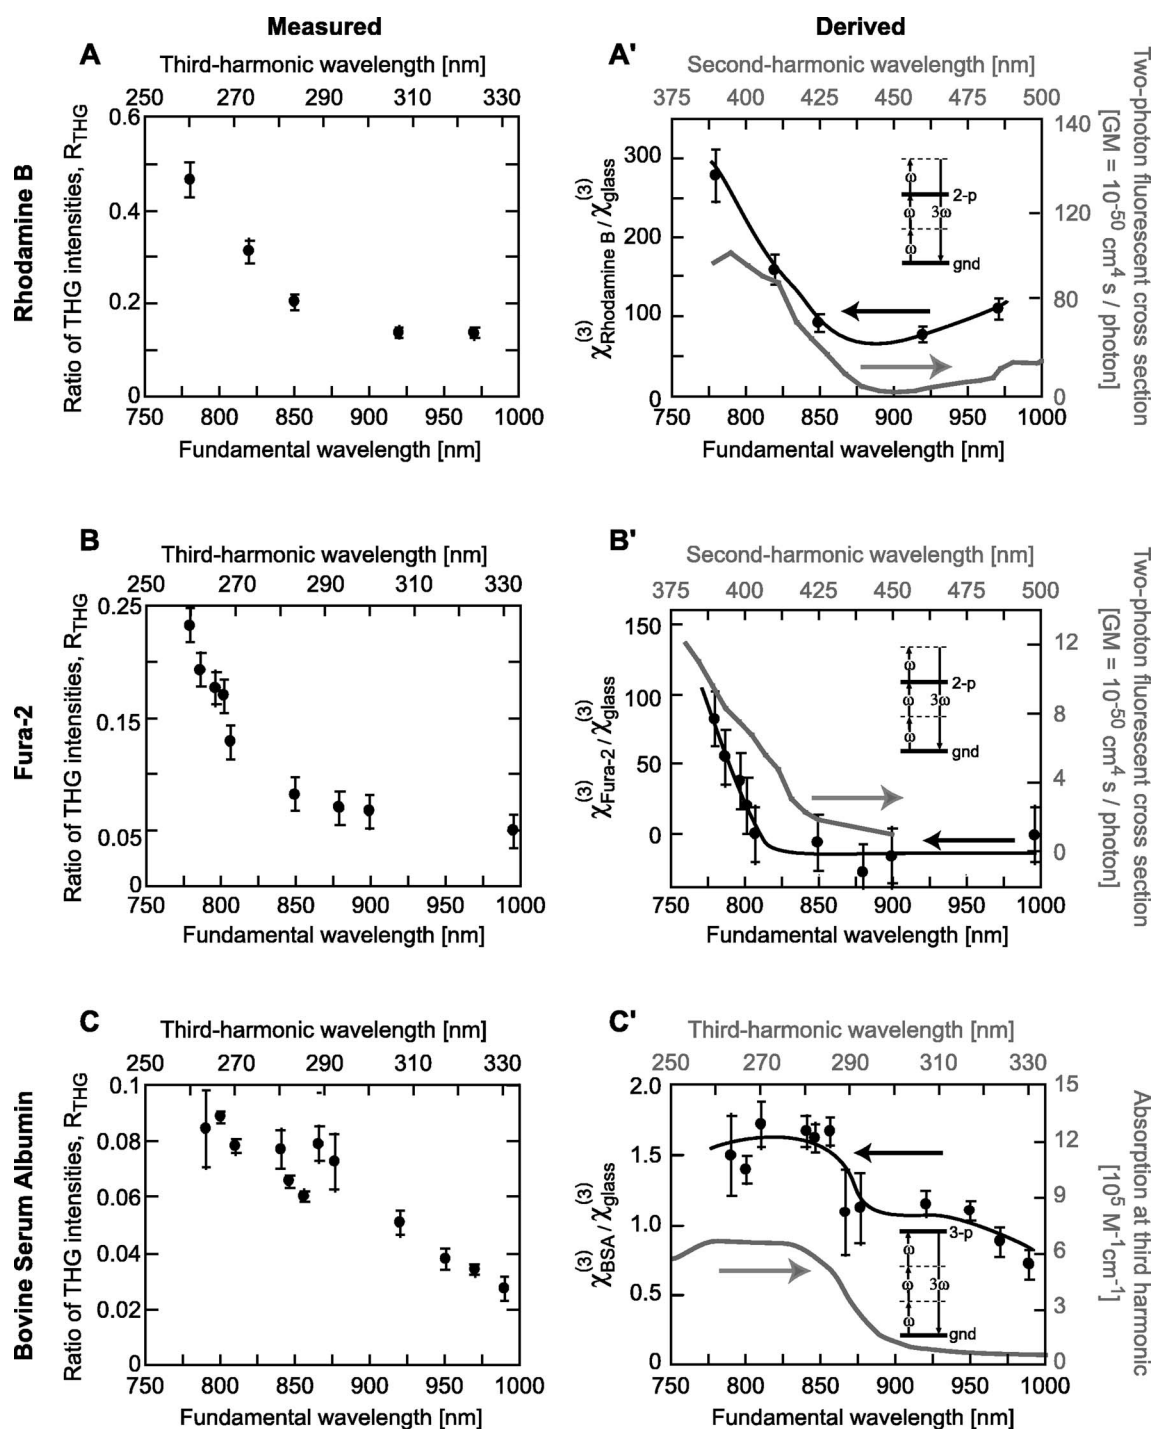 Measured
Derived
A
Third-harmonic wavelength [nm]
250 270 290 310 330
Rhodamine B
Ratio of THG intensities, R_THG
0.6
0.4
0.2
0
750 800 850 900 950 1000
Fundamental wavelength [nm]
A'
Second-harmonic wavelength [nm]
375 400 425 450 475 500
χ(3)Rhodamine B / χ(3)glass
300
200
100
0
140
120
80
0
Two-photon fluorescent cross section
[GM = 10-50 cm4 s / photon]
2-p
ω
ω 3ω
ω
gnd
750 800 850 900 950 1000
Fundamental wavelength [nm]
B
Third-harmonic wavelength [nm]
250 270 290 310 330
Fura-2
Ratio of THG intensities, R_THG
0.25
0.15
0.05
0
750 800 850 900 950 1000
Fundamental wavelength [nm]
B'
Second-harmonic wavelength [nm]
380 400 425 450 475 500
χ(3)Fura-2 / χ(3)glass
150
100
50
0
12
8
4
0
Two-photon fluorescent cross section
[GM = 10-50 cm4 s / photon]
ω
2-p
ω 3ω
ω
gnd
750 800 850 900 950 1000
Fundamental wavelength [nm]
C
Third-harmonic wavelength [nm]
250 270 290 310 330
Bovine Serum Albumin
Ratio of THG intensities, R_THG
0.1
0.08
0.06
0.04
0.02
0
750 800 850 900 950 1000
Fundamental wavelength [nm]
C'
Third-harmonic wavelength [nm]
250 270 290 310 330
χ(3)BSA / χ(3)glass
2.0
1.5
1.0
0.5
0
15
12
9
6
3
0
Absorption at third harmonic
[105 M-1cm-1]
3-p
ω
ω 3ω
ω
gnd
750 800 850 900 950 1000
Fundamental wavelength [nm]